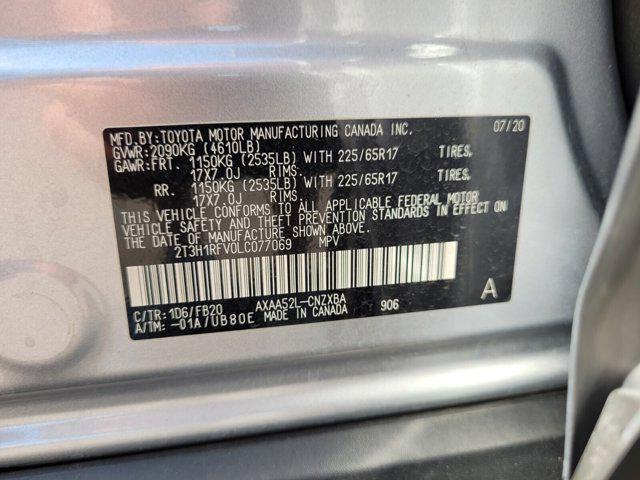 MFD.BY:TOYOTA MOTOR MANUFACTURING CANADA INC. 07/20
GVWR:2090KG (4610LB)
GAWR:FRT. 1150KG (2535LB) WITH 225/65R17 TIRES.
17X7.0J RIMS.
RR. 1150KG (2535LB) WITH 225/65R17 TIRES.
17X7.0J RIMS.
THIS VEHICLE CONFORMS TO ALL APPLICABLE FEDERAL MOTOR
VEHICLE SAFETY AND THEFT PREVENTION STANDARDS IN EFFECT ON
THE DATE OF MANUFACTURE SHOWN ABOVE.
2T3H1RFV0LC077069 MPV
C/TR:1D6/FB20 AXAA52L-CNZXBA A
A/TM:-01A/UB80E MADE IN CANADA 906